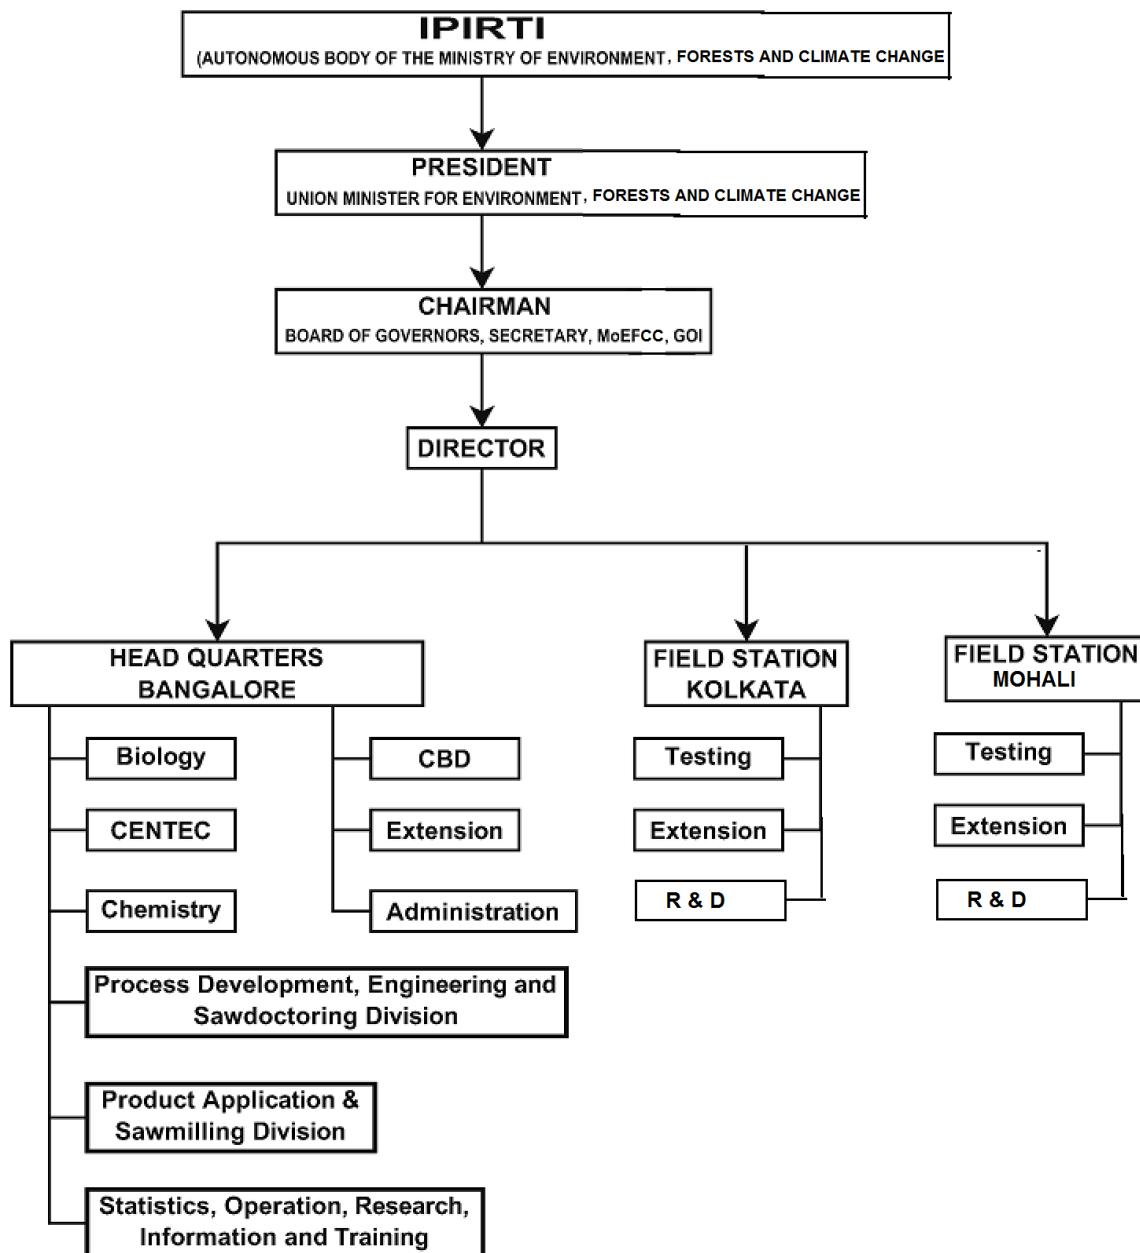 IPIRTI
(AUTONOMOUS BODY OF THE MINISTRY OF ENVIRONMENT, FORESTS AND CLIMATE CHANGE
PRESIDENT
UNION MINISTER FOR ENVIRONMENT, FORESTS AND CLIMATE CHANGE
CHAIRMAN
BOARD OF GOVERNORS, SECRETARY, MoEFCC, GOI
DIRECTOR
HEAD QUARTERS
BANGALORE
Biology
CENTEC
Chemistry
Process Development, Engineering and
Sawdoctoring Division
Product Application &
Sawmilling Division
Statistics, Operation, Research,
Information and Training
CBD
Extension
Administration
FIELD STATION
KOLKATA
Testing
Extension
R & D
FIELD STATION
MOHALI
Testing
Extension
R & D